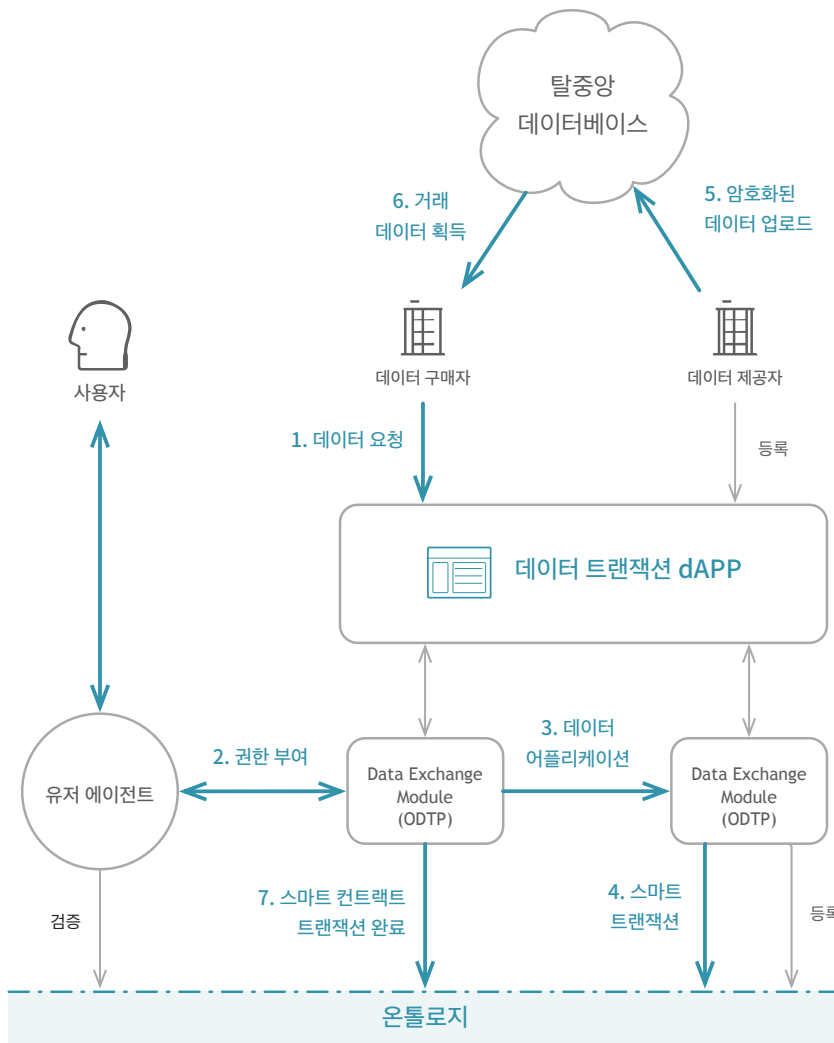 탈중앙
데이터베이스
6. 거래
데이터 획득
5. 암호화된
데이터 업로드
사용자
데이터 구매자
데이터 제공자
1. 데이터 요청
등록
데이터 트랜잭션 dAPP
유저 에이전트
2. 권한 부여
Data Exchange
Module
(ODTP)
3. 데이터
어플리케이션
Data Exchange
Module
(ODTP)
검증
7. 스마트 컨트랙트
트랜잭션 완료
4. 스마트
트랜잭션
등록
온톨로지